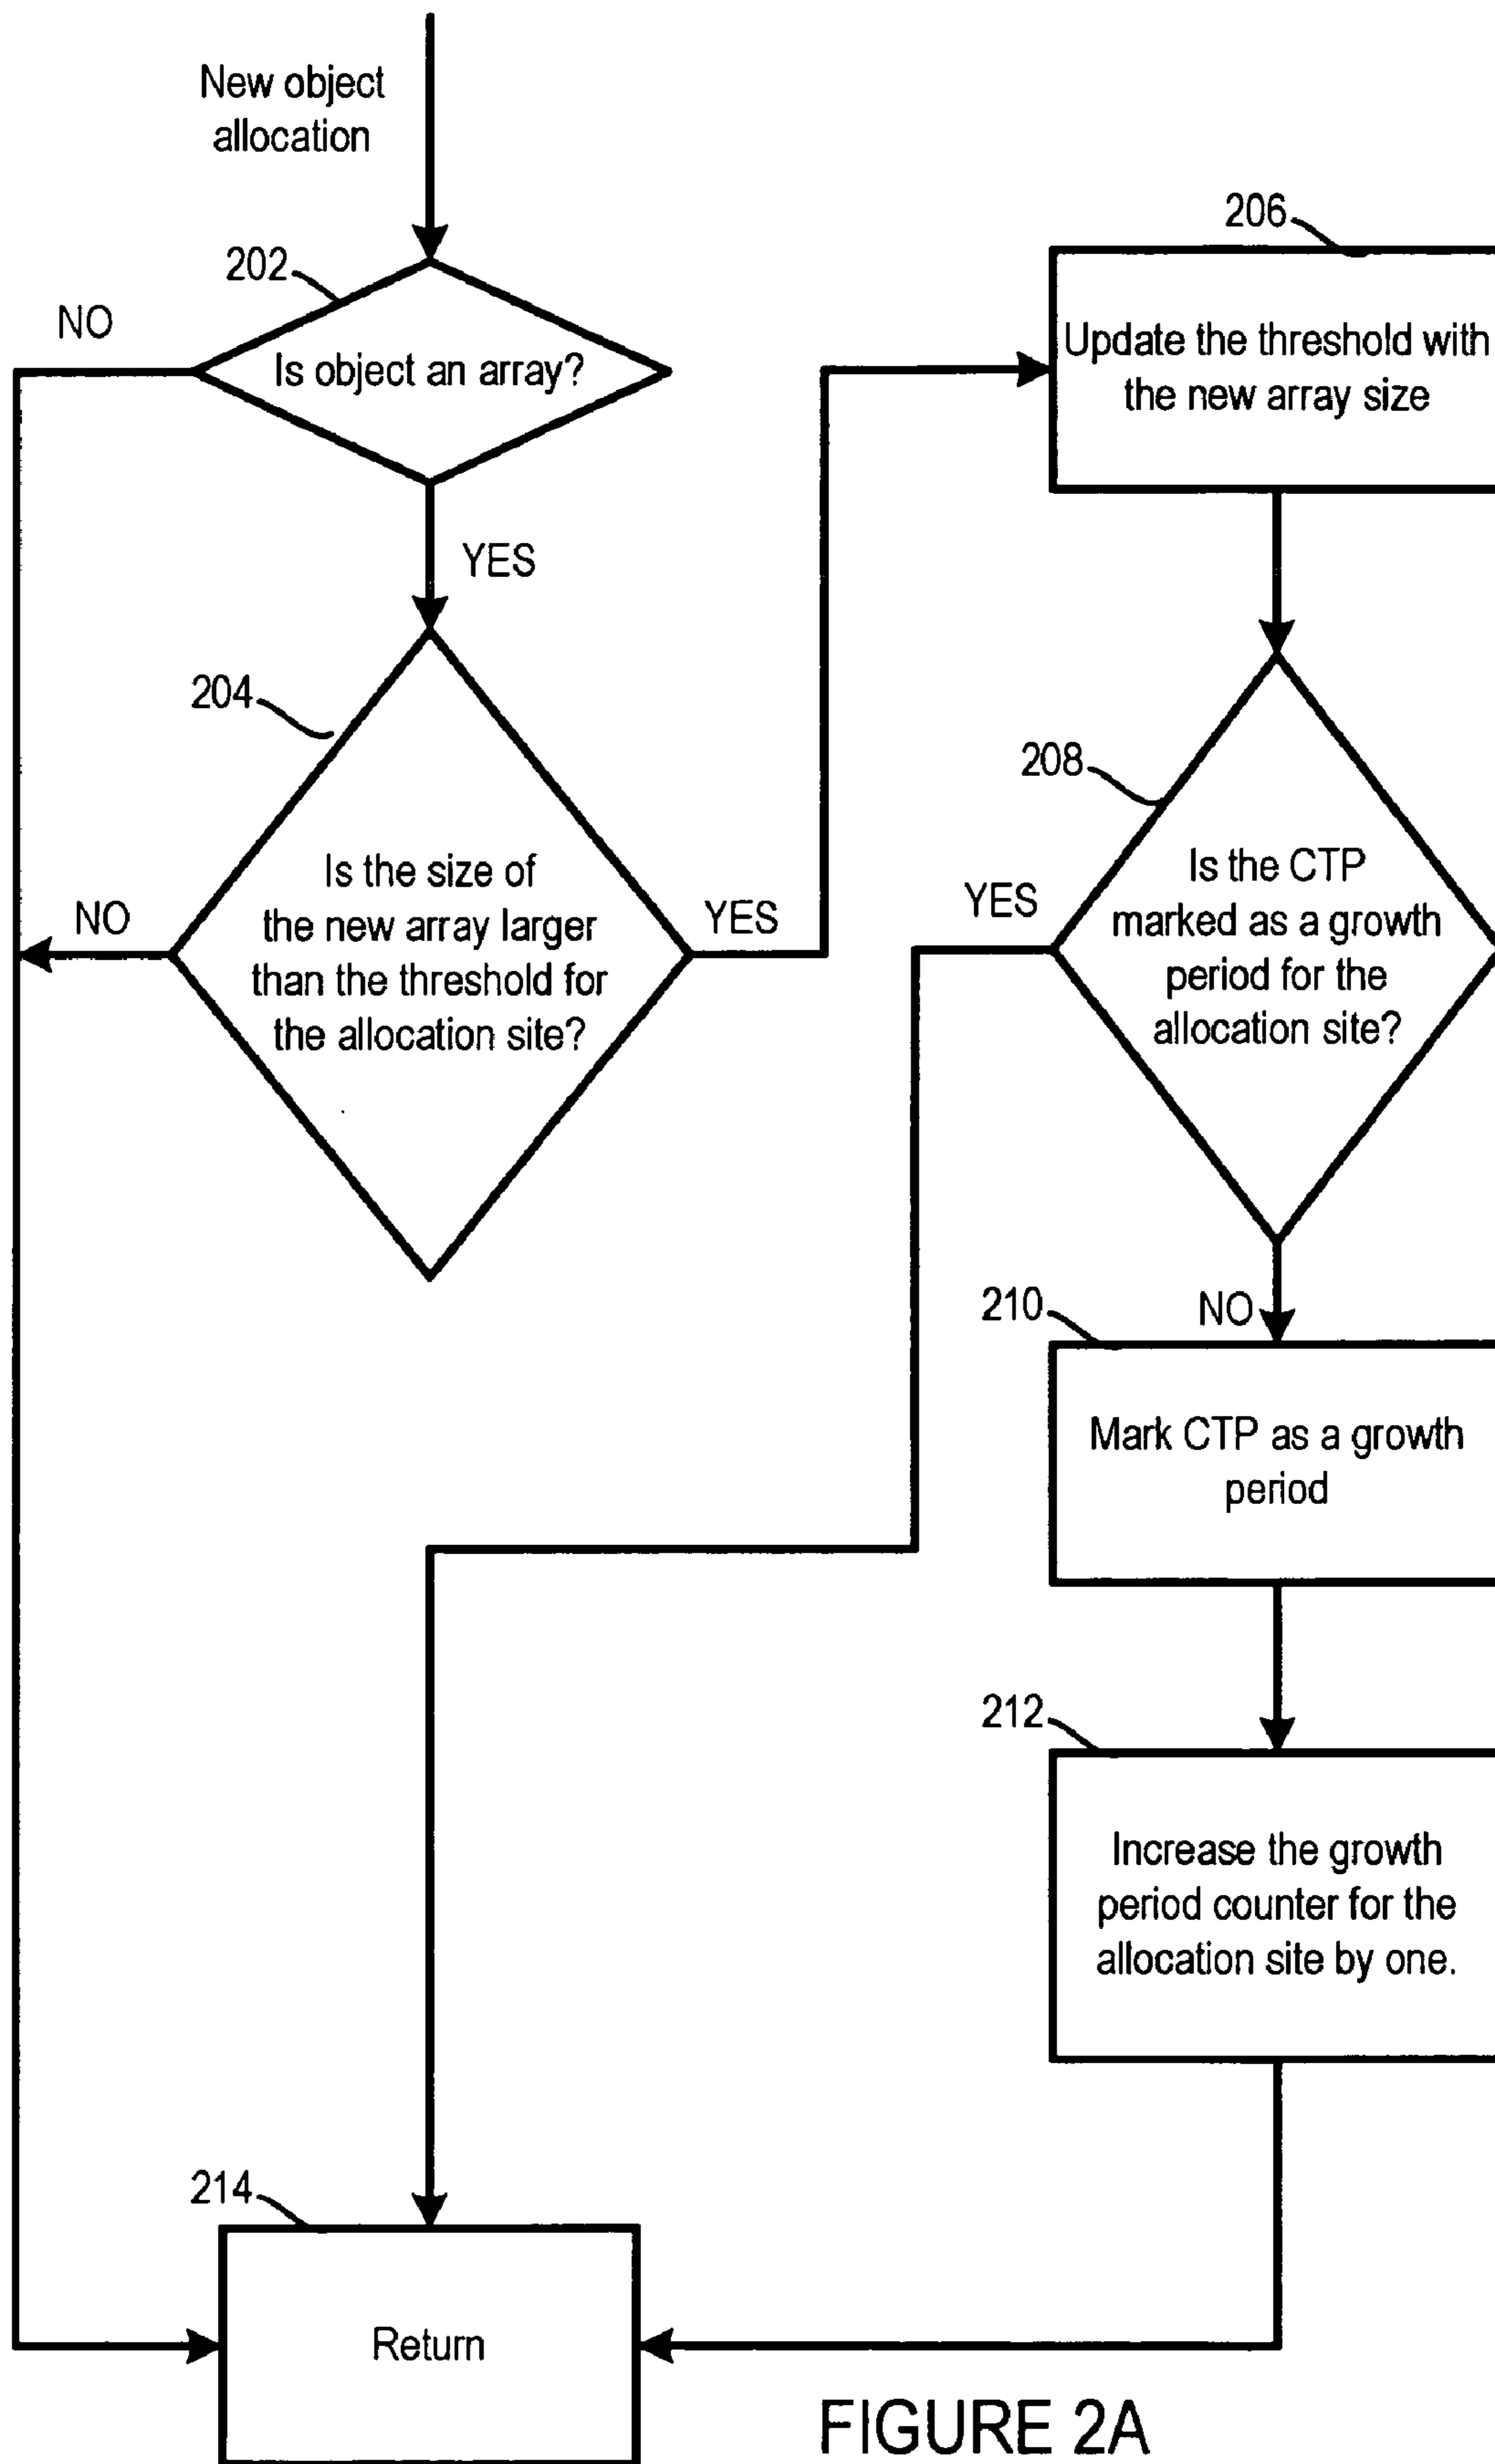 New object
allocation
202
NO
Is object an array?
YES
204
Is the size of
the new array larger
than the threshold for
the allocation site?
NO
YES
206
Update the threshold with
the new array size
208
Is the CTP
marked as a growth
period for the
allocation site?
YES
NO
210
Mark CTP as a growth
period
212
Increase the growth
period counter for the
allocation site by one.
214
Return
FIGURE 2A